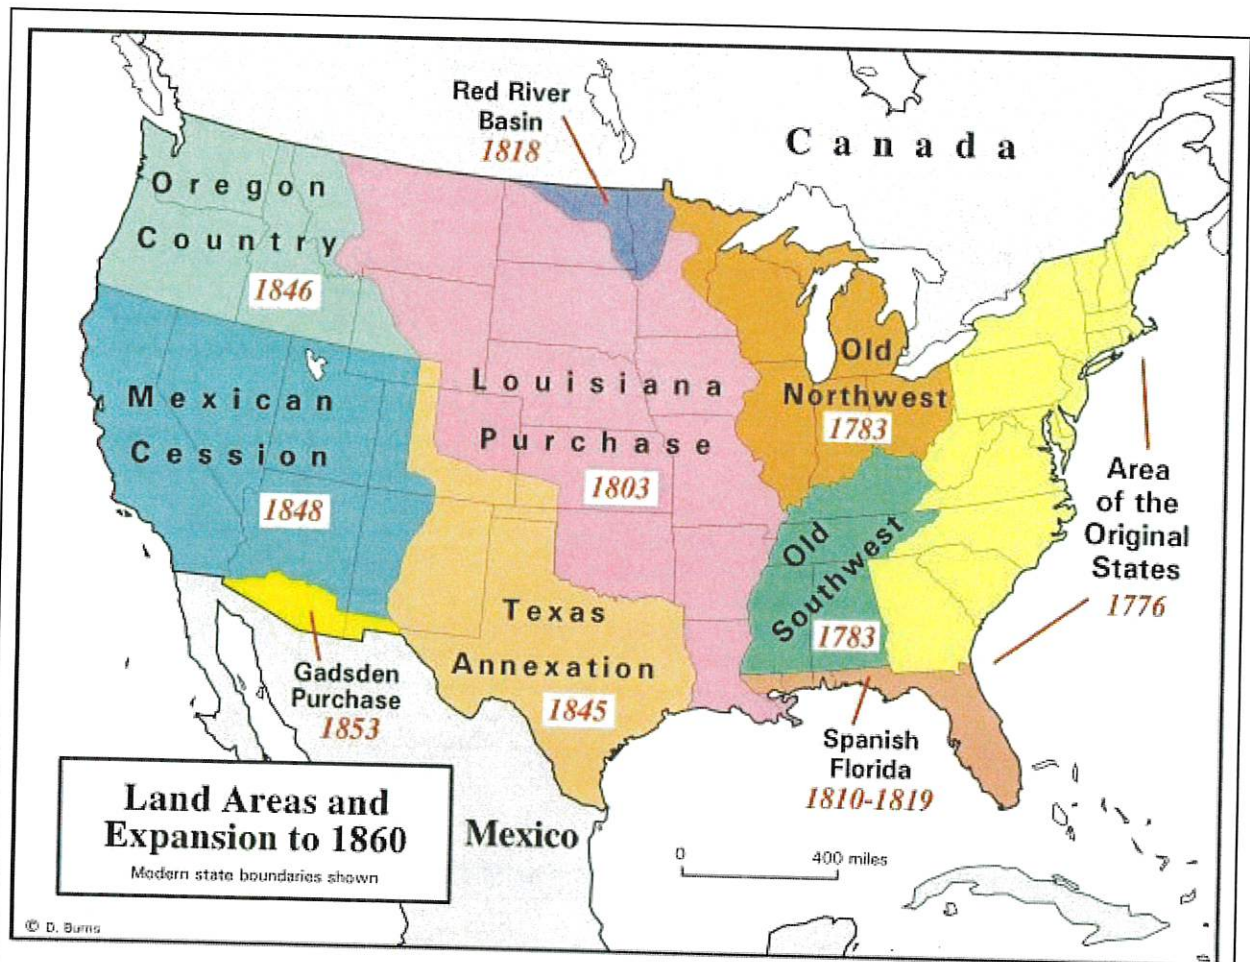 Red River
Basin
1818
Canada
Oregon
Country
1846
Old
Northwest
1783
Louisiana
Purchase
1803
Mexican
Cession
1848
Area
of the
Original
States
1776
Old
Southwest
1783
Texas
Annexation
1845
Gadsden
Purchase
1853
Spanish
Florida
1810-1819
Land Areas and
Expansion to 1860
Modern state boundaries shown
Mexico
0 400 miles
© D. Burns